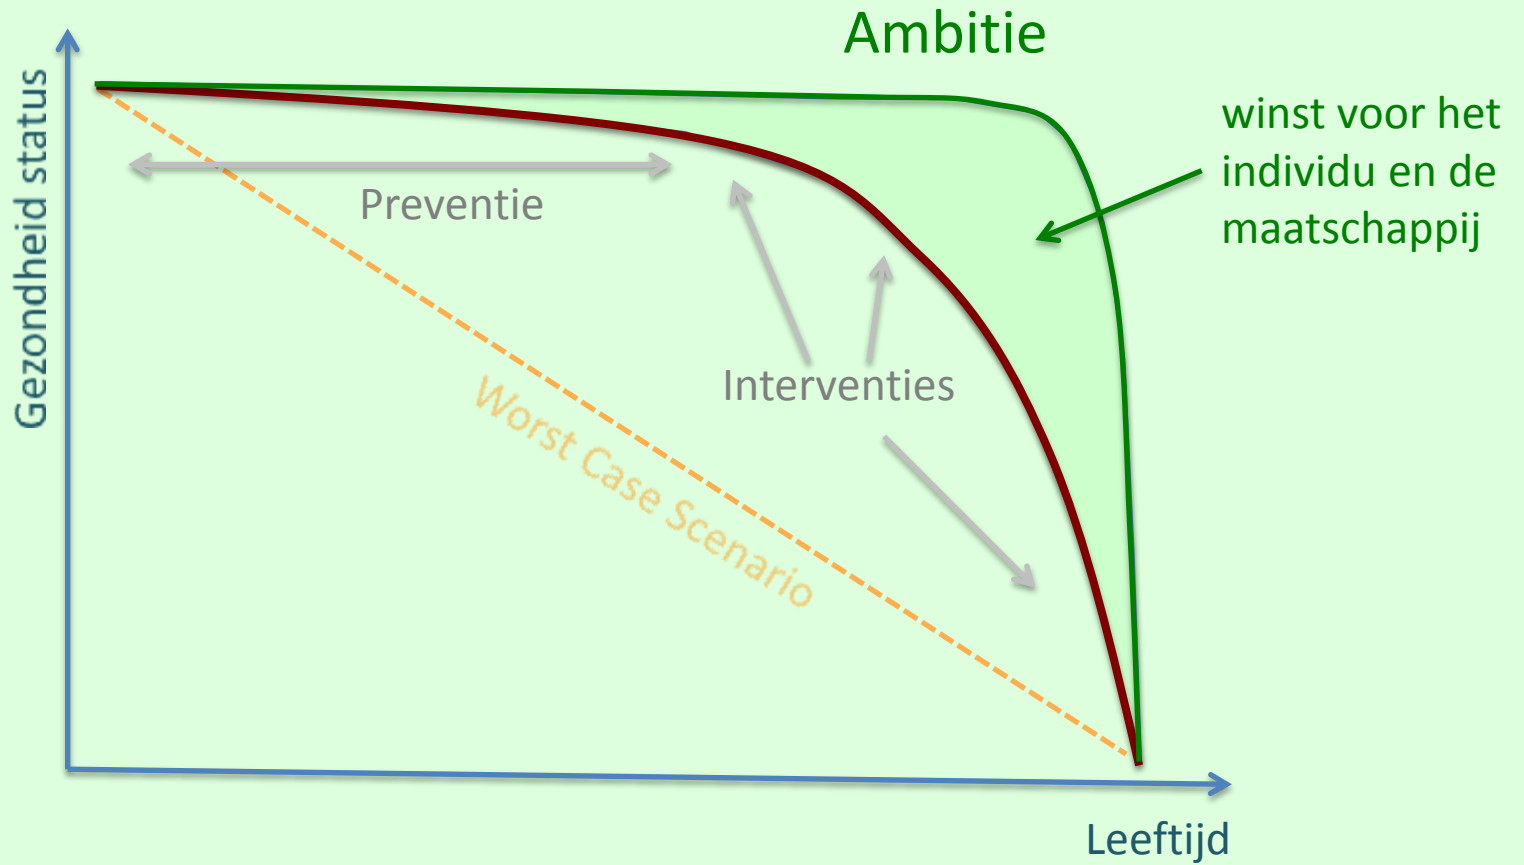 Ambitie
Gezondheid status
winst voor het
individu en de
maatschappij
Preventie
Interventies
Worst Case Scenario
Leeftijd